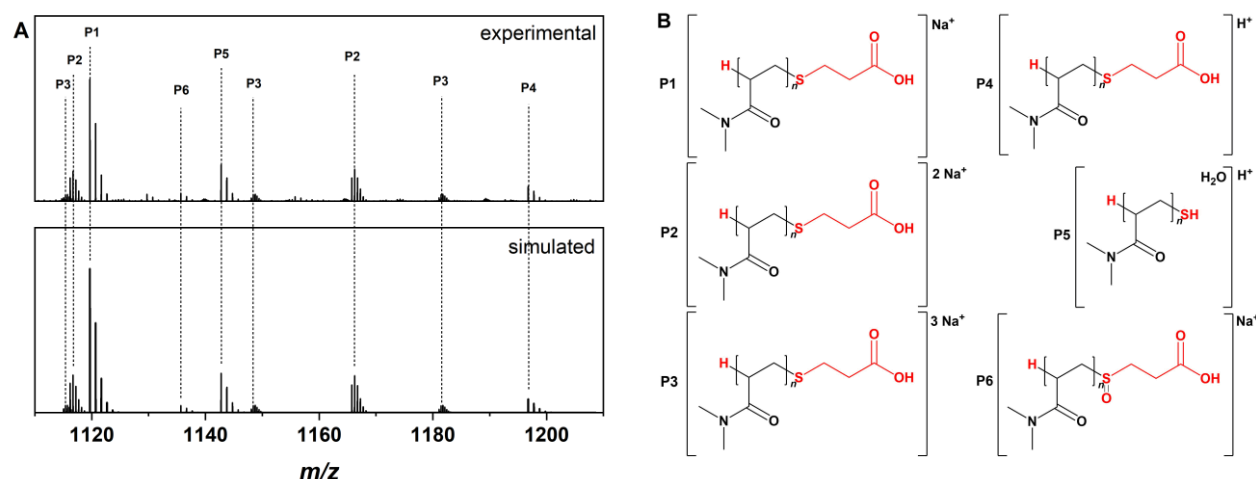 A
experimental
P3
P2
P1
P6
P5
P3
P2
P3
P4
simulated
1120
1140
1160
1180
1200
m/z
B
P1
H
n
S
O
OH
N
O
Na+
P4
H
n
S
O
OH
N
O
H+
P2
H
n
S
O
OH
N
O
2 Na+
P5
H
n
SH
N
O
H2O
H+
P3
H
n
S
O
OH
N
O
3 Na+
P6
H
n
S
O
O
OH
N
O
Na+